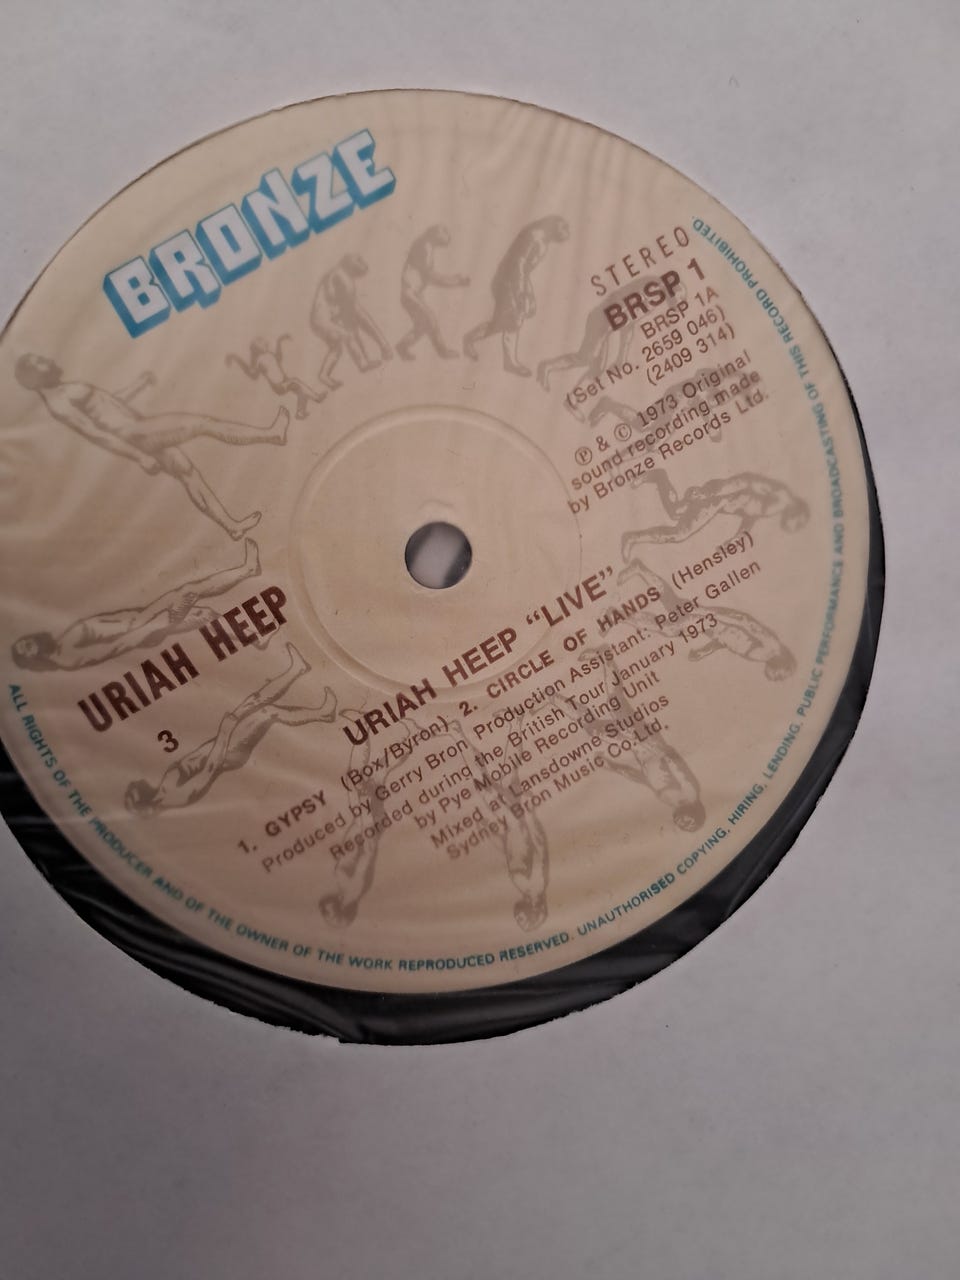 BRONZE
STEREO
BRSP 1
BRSP 1A
(Set No. 2659 046)
(2409 314)
℗ & © 1973 Original
sound recording made
by Bronze Records Ltd.
URIAH HEEP
3
URIAH HEEP “LIVE”
1. GYPSY (Box/Byron) 2. CIRCLE OF HANDS (Hensley)
Produced by Gerry Bron Production Assistant: Peter Gallen
Recorded during the British Tour January 1973
by Pye Mobile Recording Unit
Mixed at Lansdowne Studios
Sydney Bron Music Co. Ltd.
ALL RIGHTS OF THE PRODUCER AND OF THE OWNER OF THE WORK REPRODUCED RESERVED. UNAUTHORISED COPYING, HIRING, LENDING, PUBLIC PERFORMANCE AND BROADCASTING OF THIS RECORD PROHIBITED.